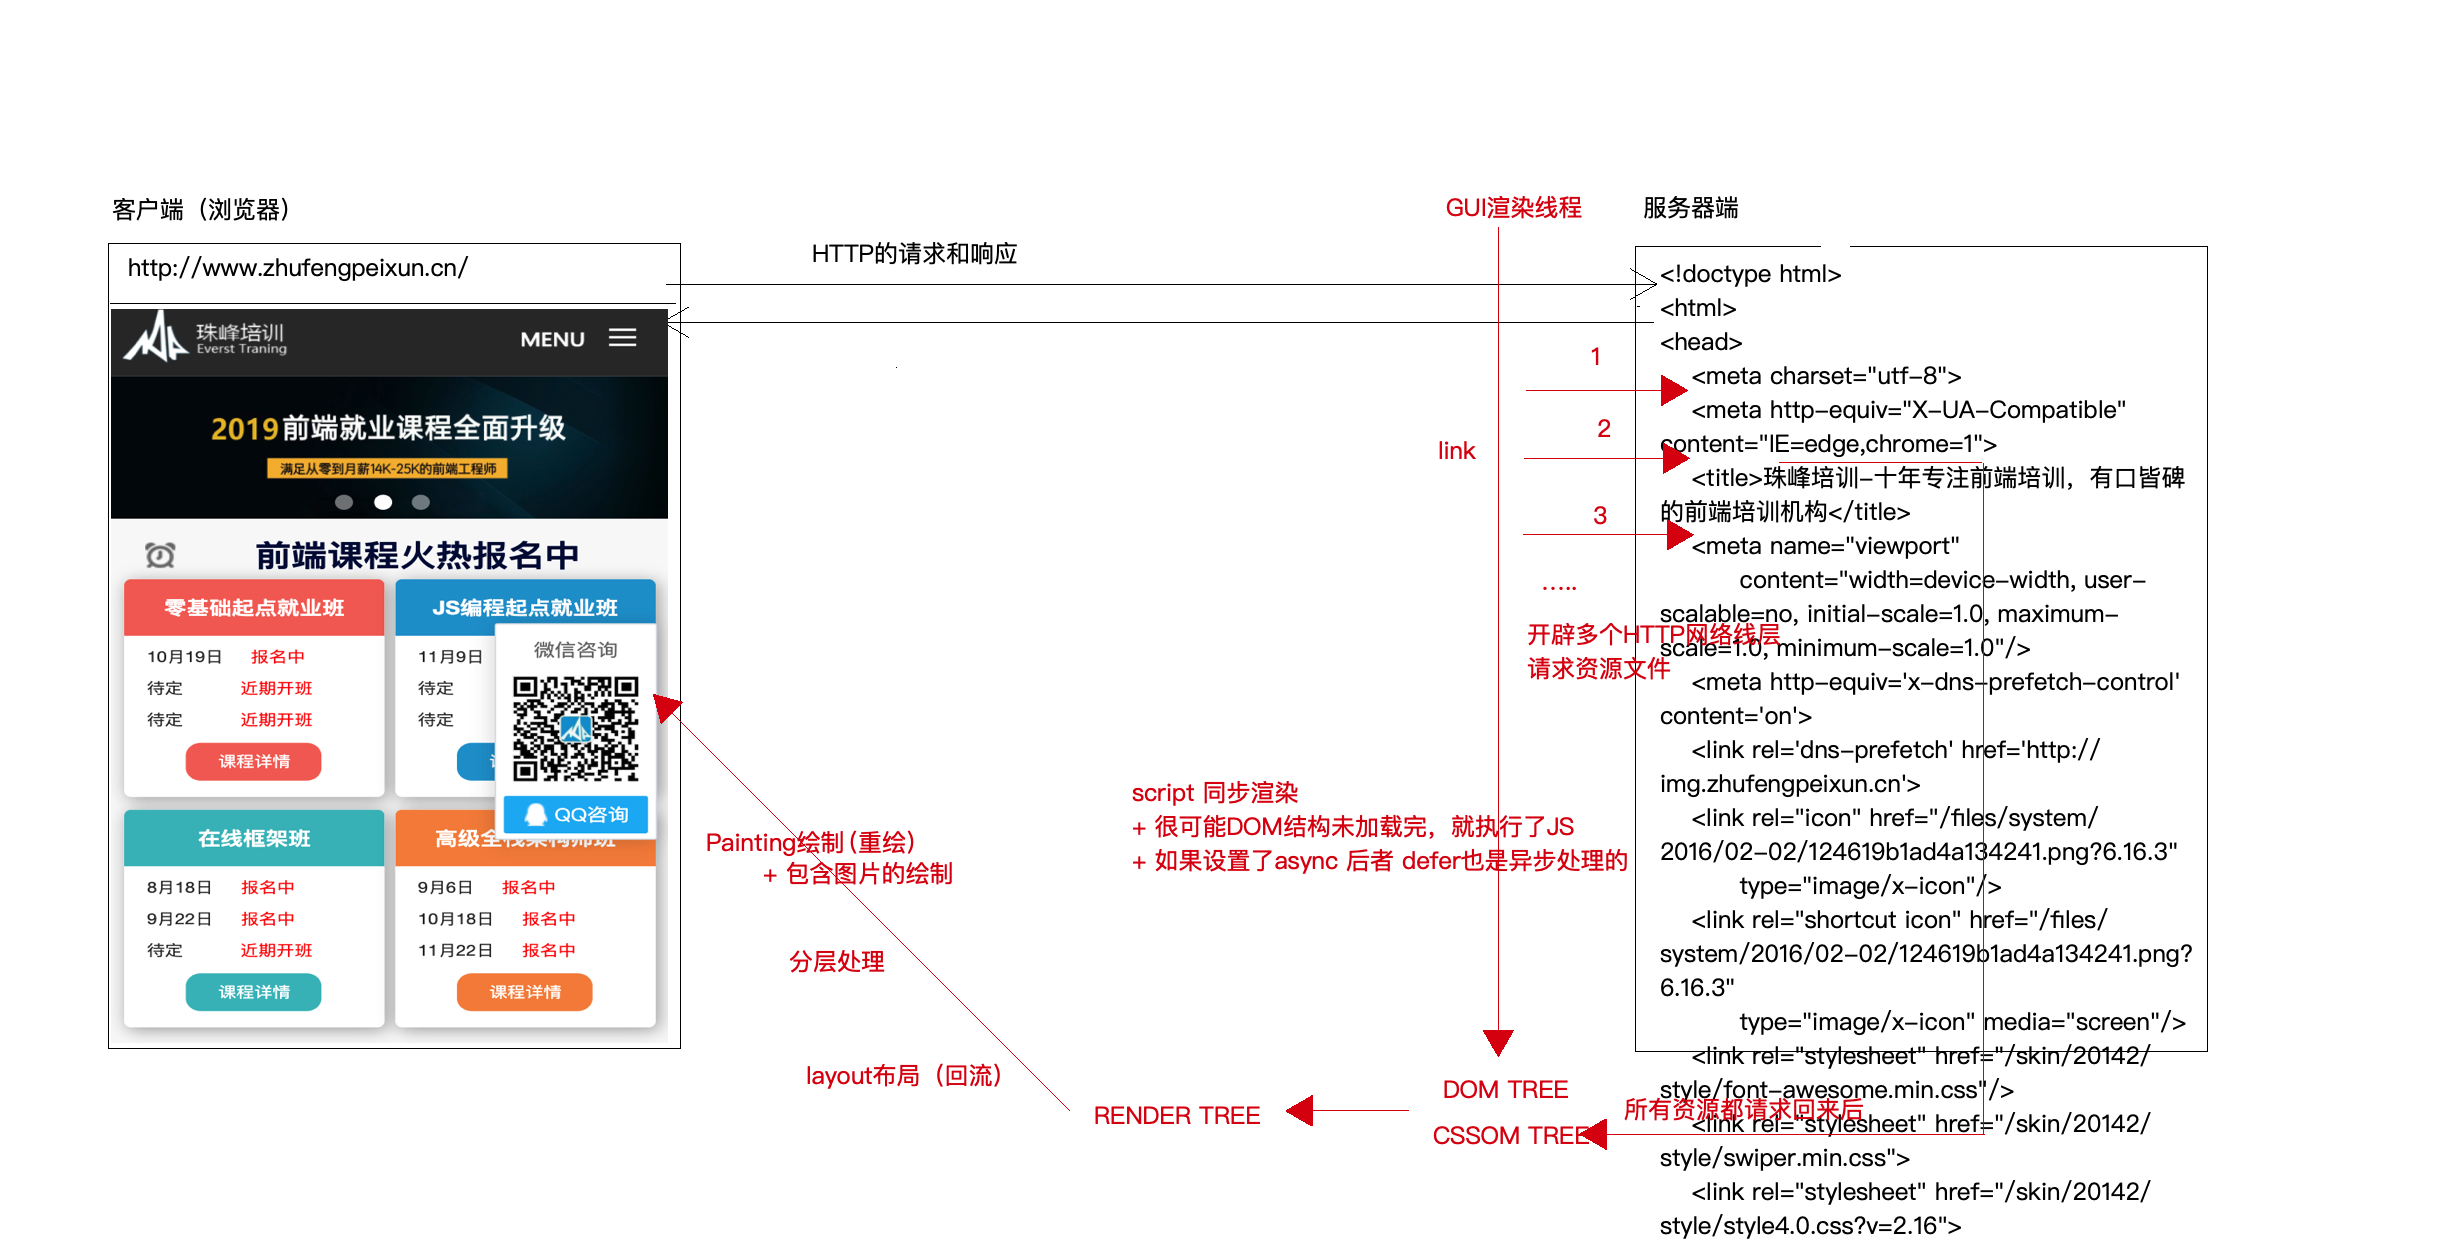 客户端（浏览器）
http://www.zhufengpeixun.cn/
珠峰培训
Everst Traning
MENU
2019前端就业课程全面升级
满足从零到月薪14K-25K的前端工程师
前端课程火热报名中
零基础起点就业班
10月19日 报名中
待定 近期开班
待定 近期开班
课程详情
JS编程起点就业班
11月9日
待定
待定
微信咨询
QQ咨询
在线框架班
8月18日 报名中
9月22日 报名中
待定 近期开班
课程详情
高级全栈架构师班
9月6日 报名中
10月18日 报名中
11月22日 报名中
课程详情
HTTP的请求和响应
Painting绘制(重绘)
+ 包含图片的绘制
分层处理
layout布局（回流）
RENDER TREE
script 同步渲染
+ 很可能DOM结构未加载完，就执行了JS
+ 如果设置了async 后者 defer也是异步处理的
GUI渲染线程
link
1
2
3
.....
开辟多个HTTP网络线层
请求资源文件
DOM TREE
CSSOM TREE
所有资源都请求回来后
服务器端
<!doctype html>
<html>
<head>
<meta charset="utf-8">
<meta http-equiv="X-UA-Compatible"
content="IE=edge,chrome=1">
<title>珠峰培训-十年专注前端培训，有口皆碑
的前端培训机构</title>
<meta name="viewport"
content="width=device-width, user-
scalable=no, initial-scale=1.0, maximum-
scale=1.0, minimum-scale=1.0"/>
<meta http-equiv='x-dns-prefetch-control'
content='on'>
<link rel='dns-prefetch' href='http://
img.zhufengpeixun.cn'>
<link rel="icon" href="/files/system/
2016/02-02/124619b1ad4a134241.png?6.16.3"
type="image/x-icon"/>
<link rel="shortcut icon" href="/files/
system/2016/02-02/124619b1ad4a134241.png?
6.16.3"
type="image/x-icon" media="screen"/>
<link rel="stylesheet" href="/skin/20142/
style/font-awesome.min.css"/>
<link rel="stylesheet" href="/skin/20142/
style/swiper.min.css">
<link rel="stylesheet" href="/skin/20142/
style/style4.0.css?v=2.16">